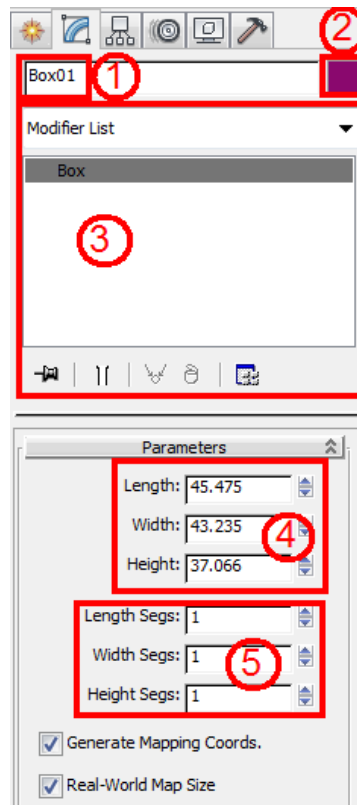 2
Box01
1
Modifier List
Box
3
Parameters
Length: 45.475
Width: 43.235
4
Height: 37.066
Length Segs: 1
Width Segs: 1
5
Height Segs: 1
Generate Mapping Coords.
Real-World Map Size